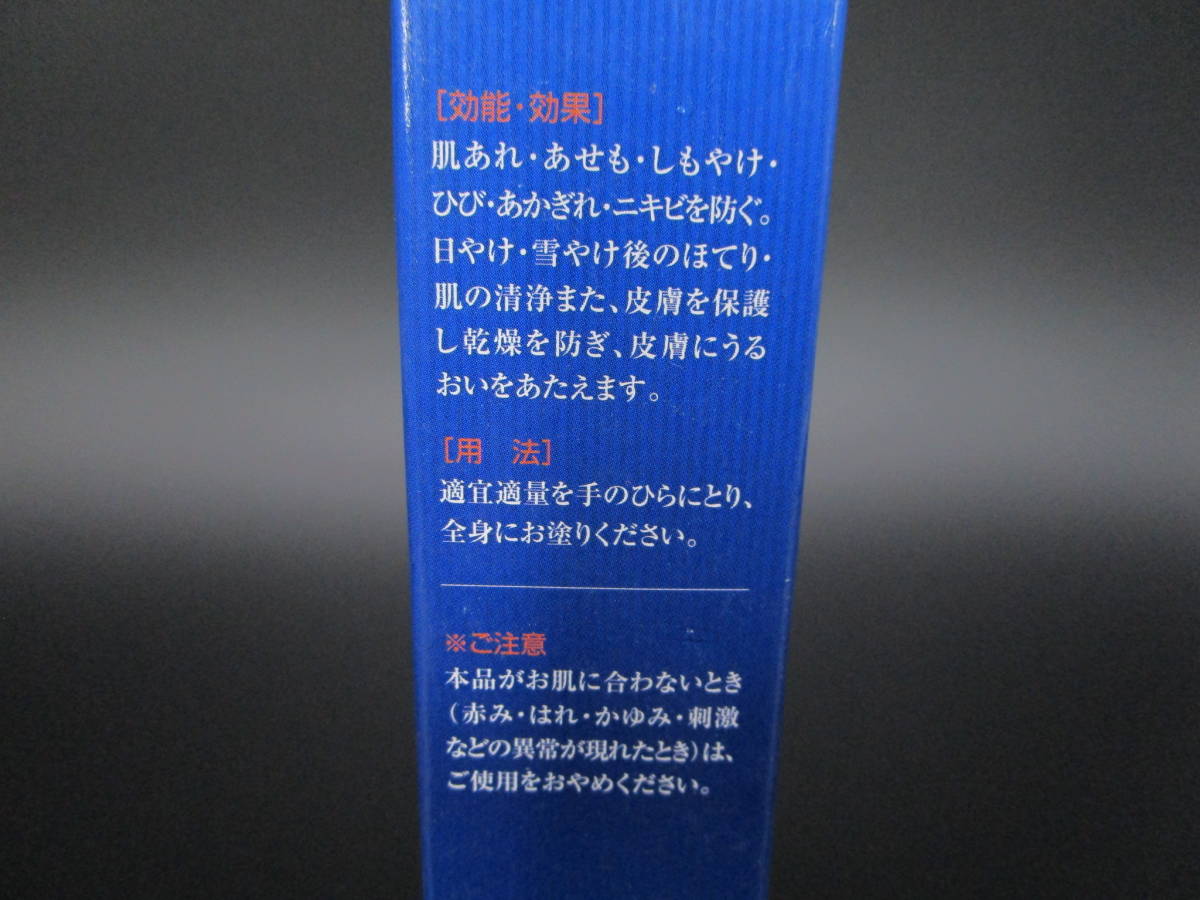 [効能・効果]
肌あれ・あせも・しもやけ・
ひび・あかぎれ・ニキビを防ぐ。
日やけ・雪やけ後のほてり・
肌の清浄また、皮膚を保護
し乾燥を防ぎ、皮膚にうる
おいをあたえます。
[用 法]
適宜適量を手のひらにとり、
全身にお塗りください。
※ご注意
本品がお肌に合わないとき
(赤み・はれ・かゆみ・刺激
などの異常が現れたとき)は、
ご使用をおやめください。